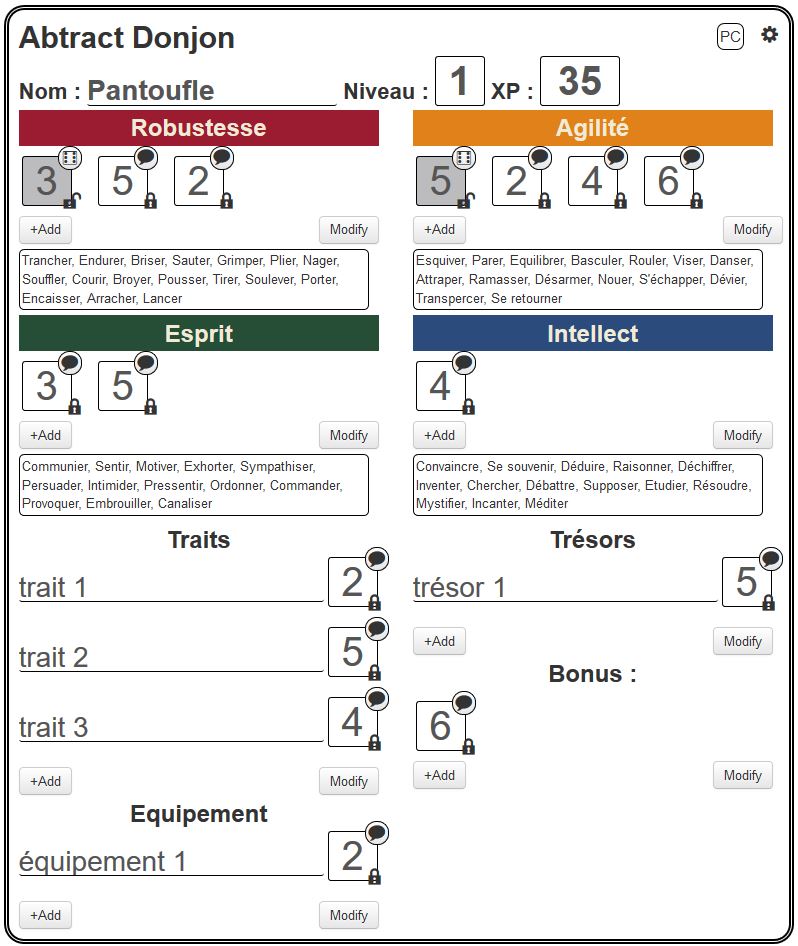 Abtract Donjon
PC
Nom : Pantoufle Niveau : 1 XP : 35
Robustesse
3 5 2
+Add Modify
Trancher, Endurer, Briser, Sauter, Grimper, Plier, Nager,
Souffler, Courir, Broyer, Pousser, Tirer, Soulever, Porter,
Encaisser, Arracher, Lancer
Agilité
5 2 4 6
+Add Modify
Esquiver, Parer, Equilibrer, Basculer, Rouler, Viser, Danser,
Attraper, Ramasser, Désarmer, Nouer, S'échapper, Dévier,
Transpercer, Se retourner
Esprit
3 5
+Add Modify
Communier, Sentir, Motiver, Exhorter, Sympathiser,
Persuader, Intimider, Pressentir, Ordonner, Commander,
Provoquer, Embrouiller, Canaliser
Intellect
4
+Add Modify
Convaincre, Se souvenir, Déduire, Raisonner, Déchiffrer,
Inventer, Chercher, Débattre, Supposer, Etudier, Résoudre,
Mystifier, Incanter, Méditer
Traits
trait 1 2
trait 2 5
trait 3 4
+Add Modify
Equipement
équipement 1 2
+Add Modify
Trésors
trésor 1 5
+Add Modify
Bonus :
6
+Add Modify